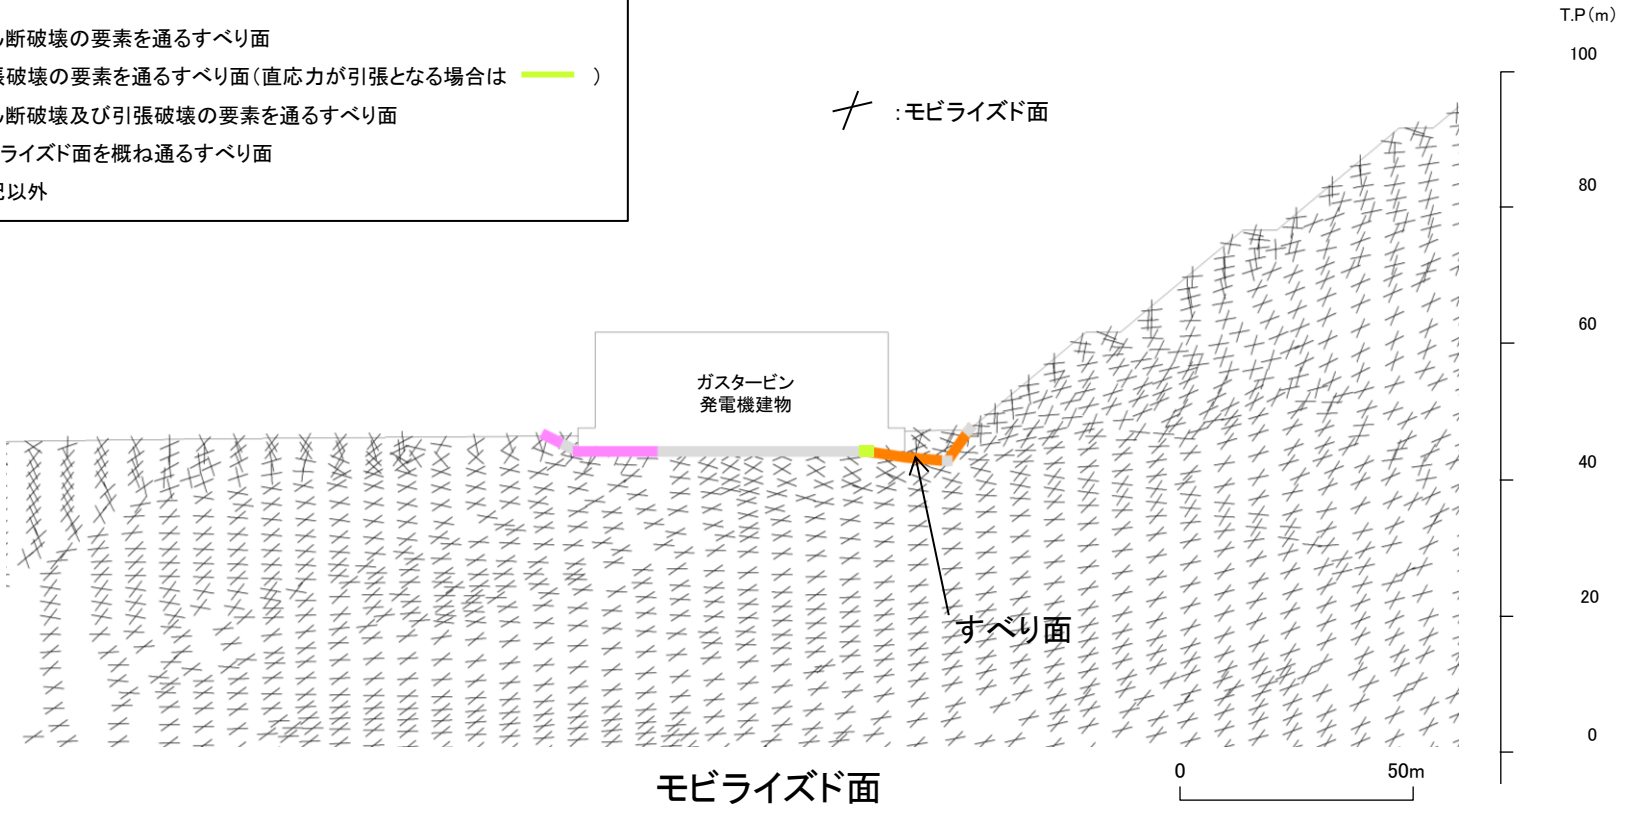 断破壊の要素を通るすべり面
破壊の要素を通るすべり面(直応力が引張となる場合は )
断破壊及び引張破壊の要素を通るすべり面
ライズド面を概ね通るすべり面
以外
:モビライズド面
T.P(m)
100
80
60
40
20
0
ガスタービン
発電機建物
すべり面
モビライズド面
0 50m